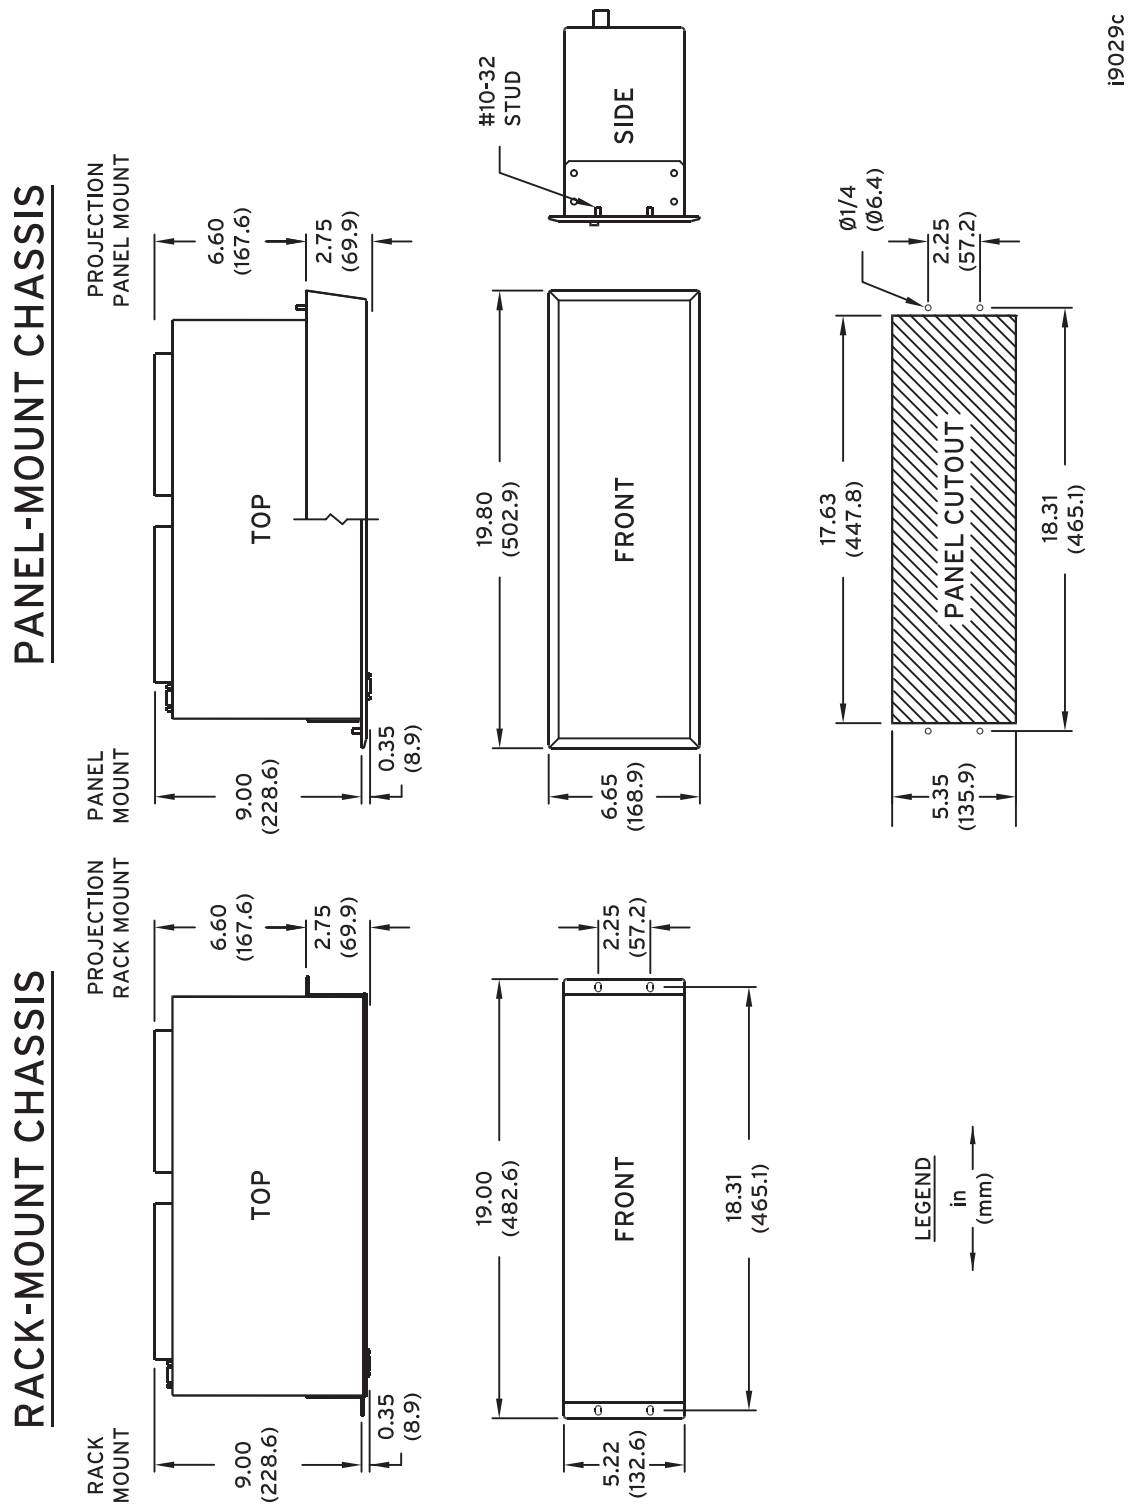 RACK-MOUNT CHASSIS
RACK
MOUNT
PROJECTION
RACK MOUNT
9.00
(228.6)
0.35
(8.9)
TOP
6.60
(167.6)
2.75
(69.9)
19.00
(482.6)
5.22
(132.6)
FRONT
2.25
(57.2)
18.31
(465.1)
LEGEND
in
(mm)
PANEL-MOUNT CHASSIS
PANEL
MOUNT
PROJECTION
PANEL MOUNT
9.00
(228.6)
0.35
(8.9)
TOP
6.60
(167.6)
2.75
(69.9)
19.80
(502.9)
6.65
(168.9)
FRONT
#10-32
STUD
SIDE
17.63
(447.8)
Ø1/4
(Ø6.4)
5.35
(135.9)
PANEL CUTOUT
2.25
(57.2)
18.31
(465.1)
i9029c